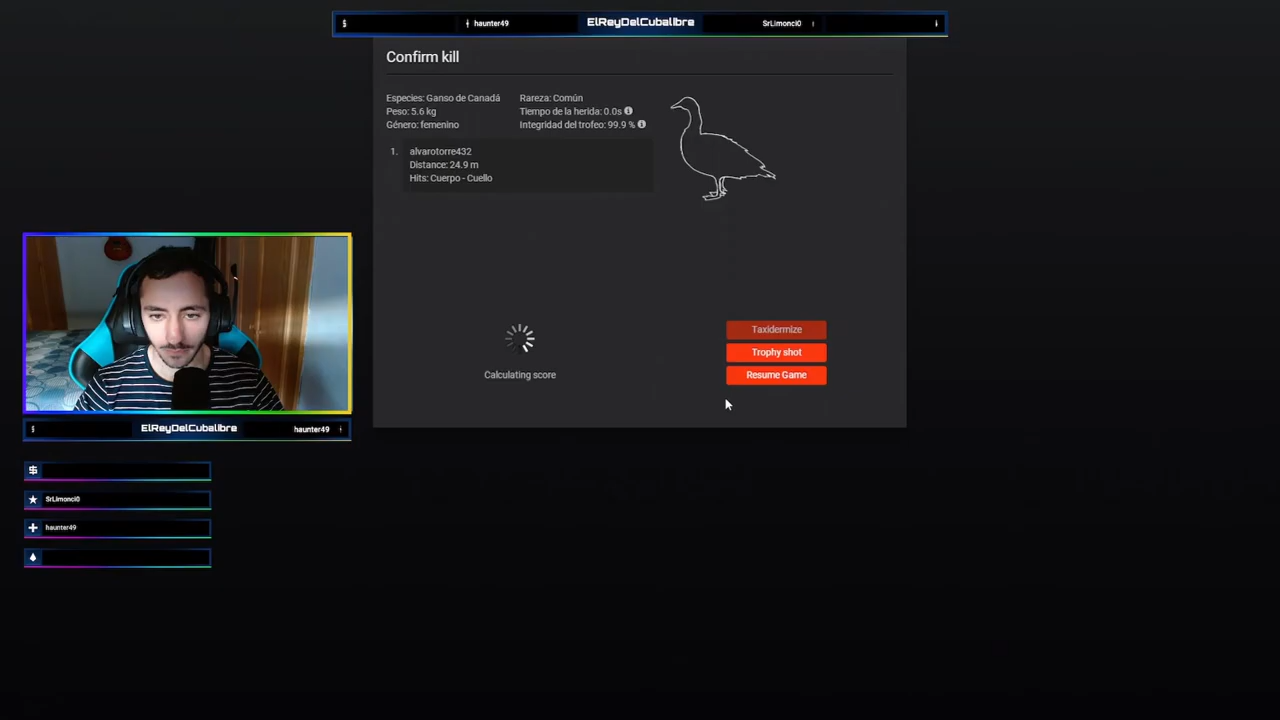 $
haunter49
ElReyDelCubalibre
SrLimonci0
Confirm kill
Especies: Ganso de Canadá
Peso: 5.6 kg
Género: femenino
Rareza: Común
Tiempo de la herida: 0.0s
Integridad del trofeo: 99.9 %
1.
alvarotorre432
Distance: 24.9 m
Hits: Cuerpo - Cuello
Calculating score
Taxidermize
Trophy shot
Resume Game
$
ElReyDelCubalibre
haunter49
$
SrLimonci0
haunter49